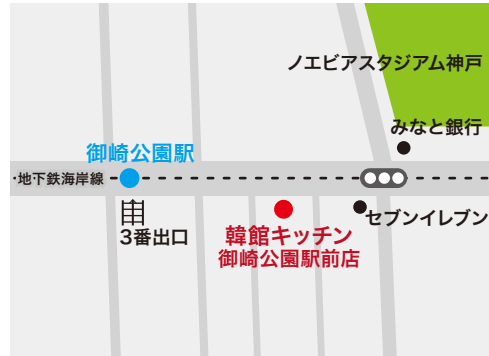 ノエビアスタジアム神戸
みなと銀行
御崎公園駅
地下鉄海岸線
3番出口
セブンイレブン
韓館キッチン
御崎公園駅前店